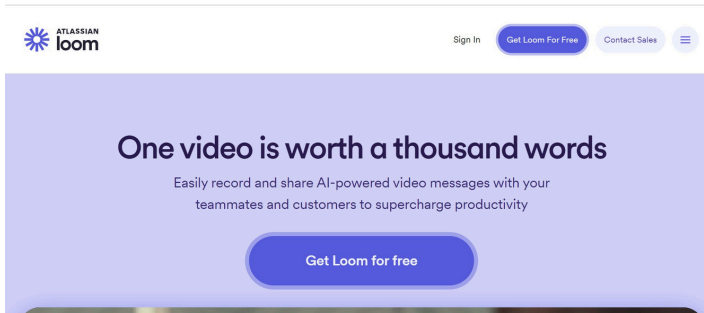 ATLASSIAN
loom
Sign In
Get Loom For Free
Contact Sales
One video is worth a thousand words
Easily record and share AI-powered video messages with your
teammates and customers to supercharge productivity
Get Loom for free